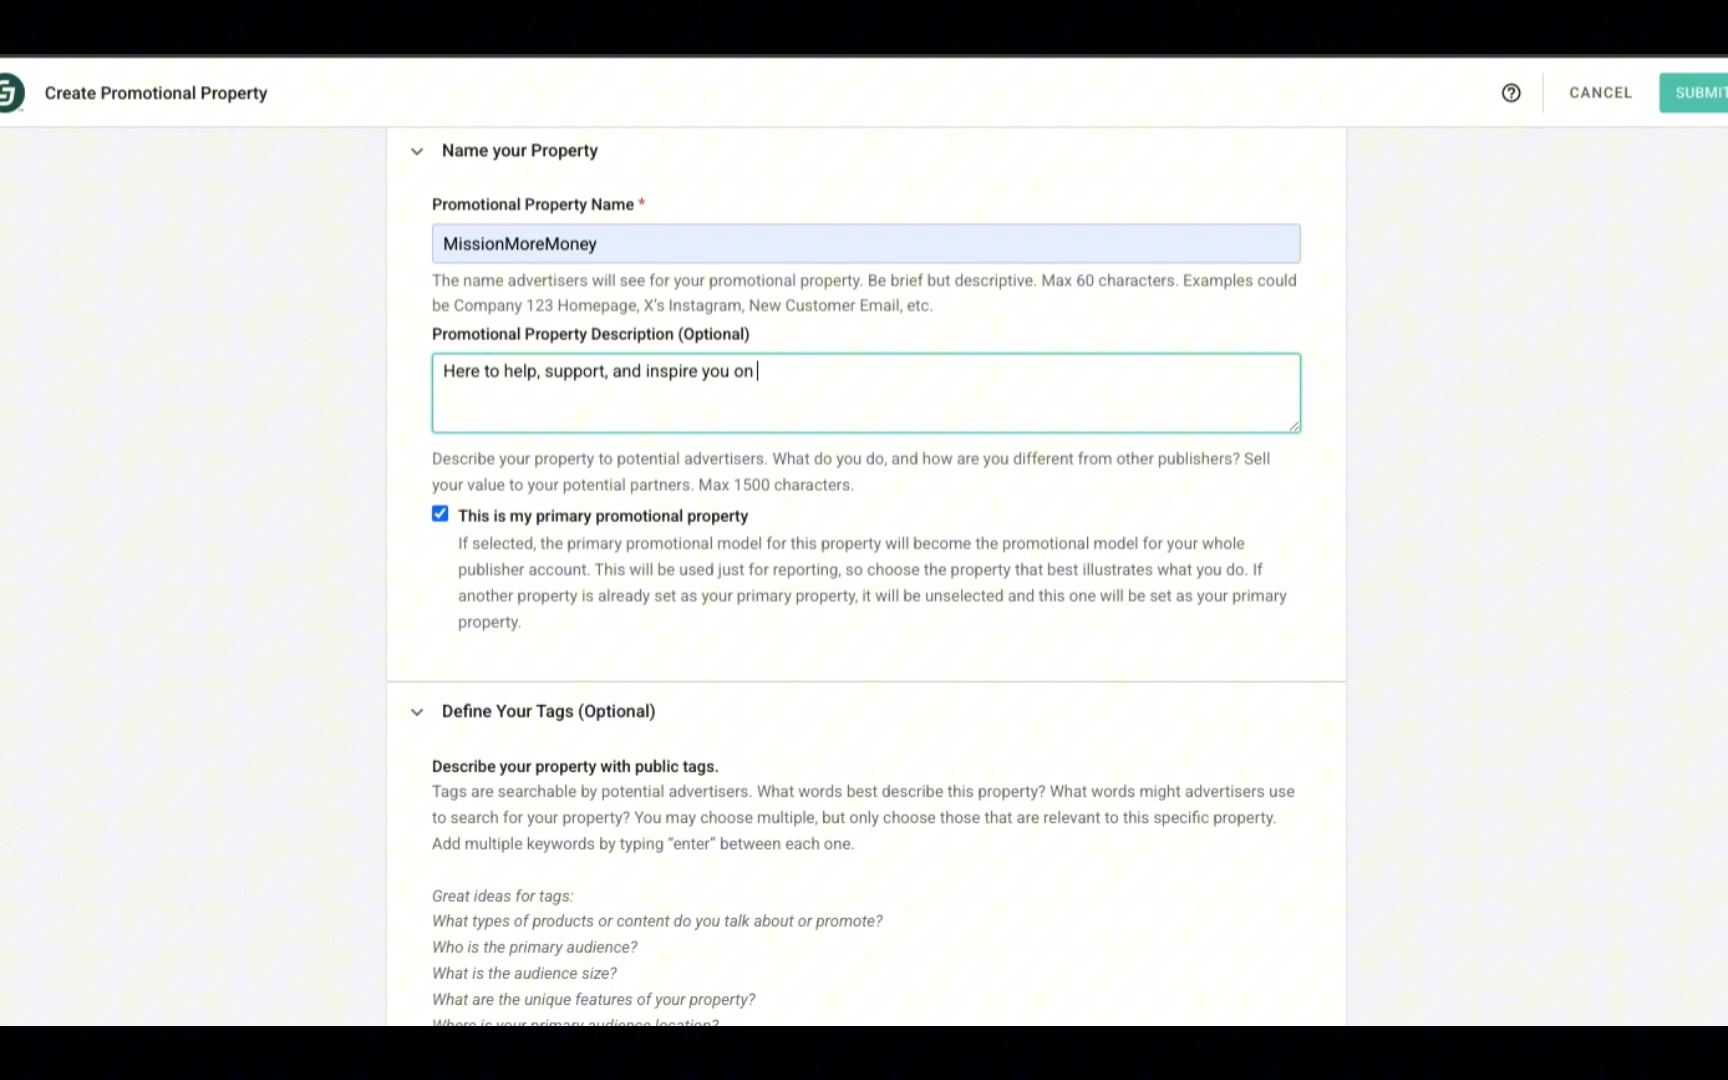 Create Promotional Property
CANCEL
SUBMIT
Name your Property
Promotional Property Name *
MissionMoreMoney
The name advertisers will see for your promotional property. Be brief but descriptive. Max 60 characters. Examples could
be Company 123 Homepage, X's Instagram, New Customer Email, etc.
Promotional Property Description (Optional)
Here to help, support, and inspire you on
Describe your property to potential advertisers. What do you do, and how are you different from other publishers? Sell
your value to your potential partners. Max 1500 characters.
This is my primary promotional property
If selected, the primary promotional model for this property will become the promotional model for your whole
publisher account. This will be used just for reporting, so choose the property that best illustrates what you do. If
another property is already set as your primary property, it will be unselected and this one will be set as your primary
property.
Define Your Tags (Optional)
Describe your property with public tags.
Tags are searchable by potential advertisers. What words best describe this property? What words might advertisers use
to search for your property? You may choose multiple, but only choose those that are relevant to this specific property.
Add multiple keywords by typing “enter” between each one.
Great ideas for tags:
What types of products or content do you talk about or promote?
Who is the primary audience?
What is the audience size?
What are the unique features of your property?
Where is your primary audience location?